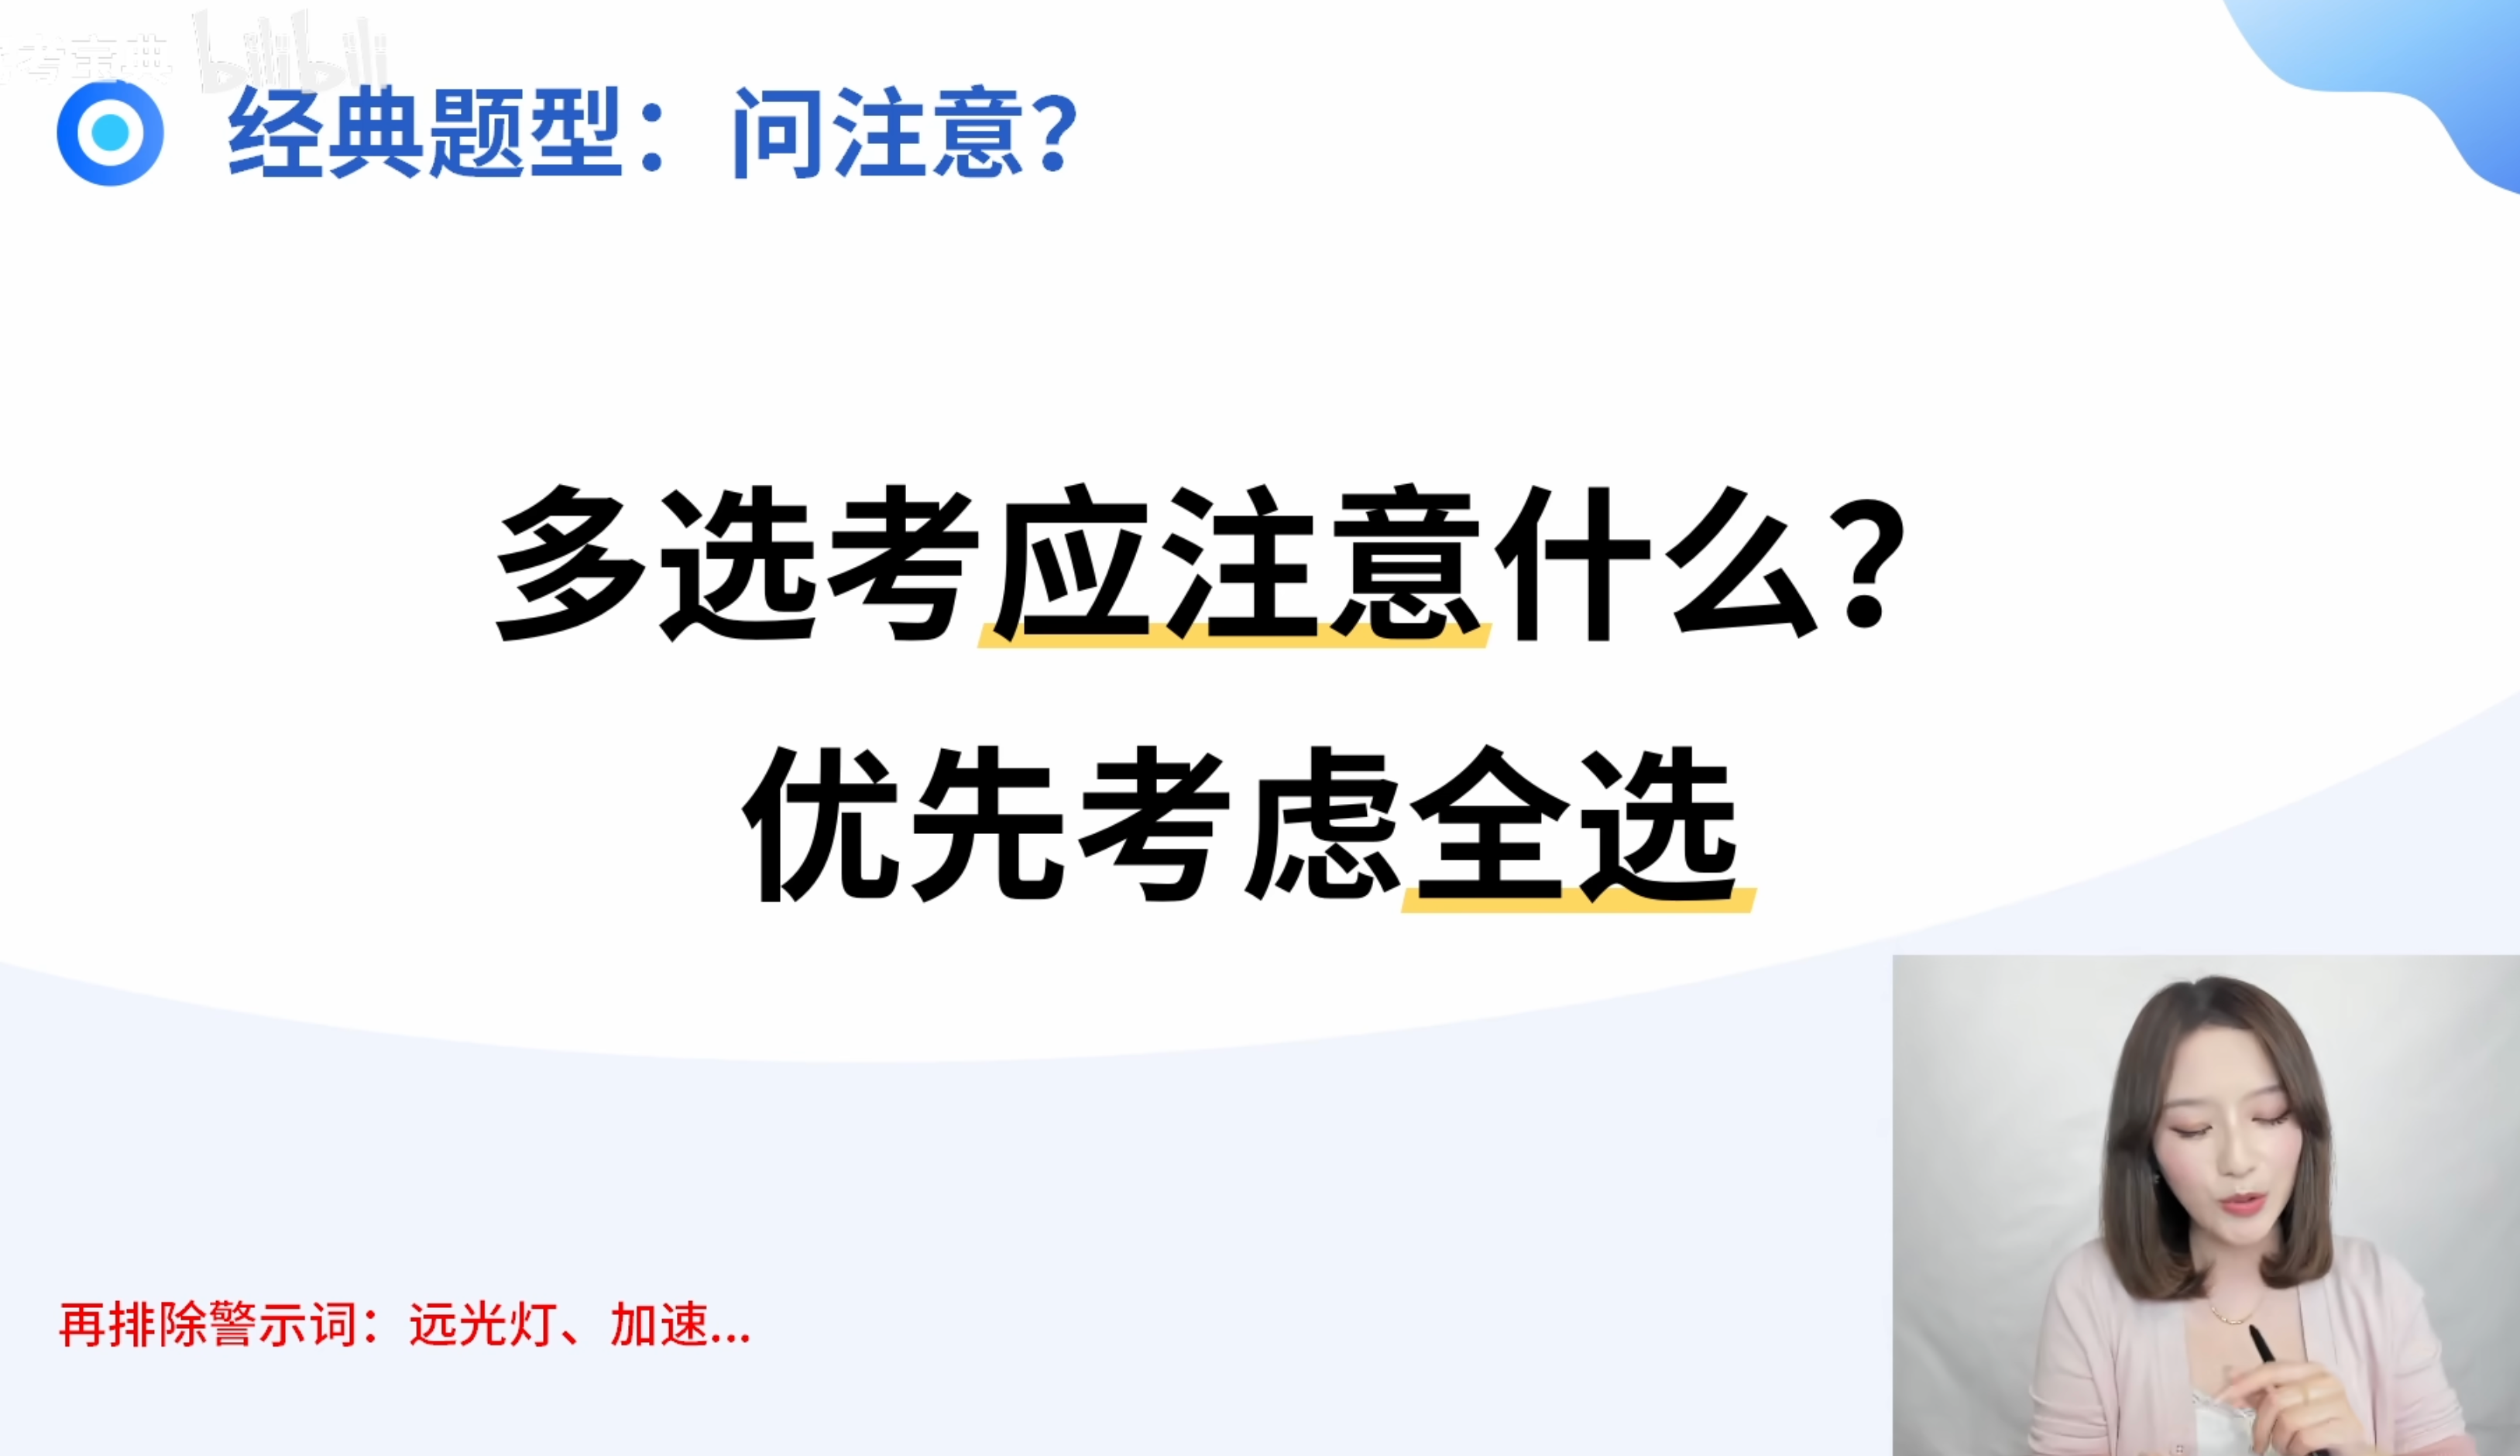 考宝典 bilibili
经典题型：问注意？
多选考应注意什么？
优先考虑全选
再排除警示词：远光灯、加速...